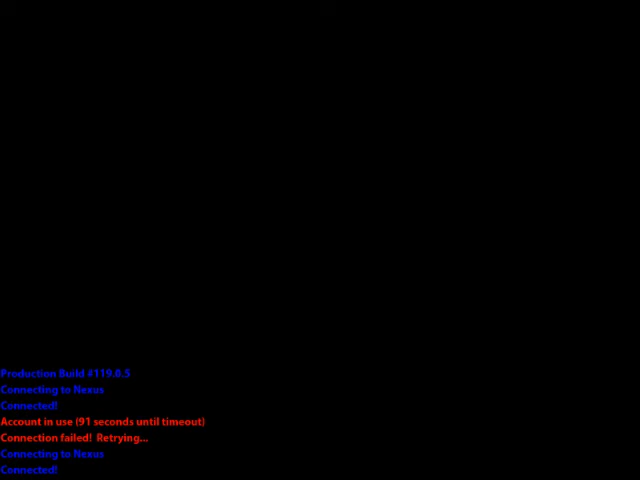 Production Build #119.0.5
Connecting to Nexus
Connected!
Account in use (91 seconds until timeout)
Connection failed!  Retrying...
Connecting to Nexus
Connected!